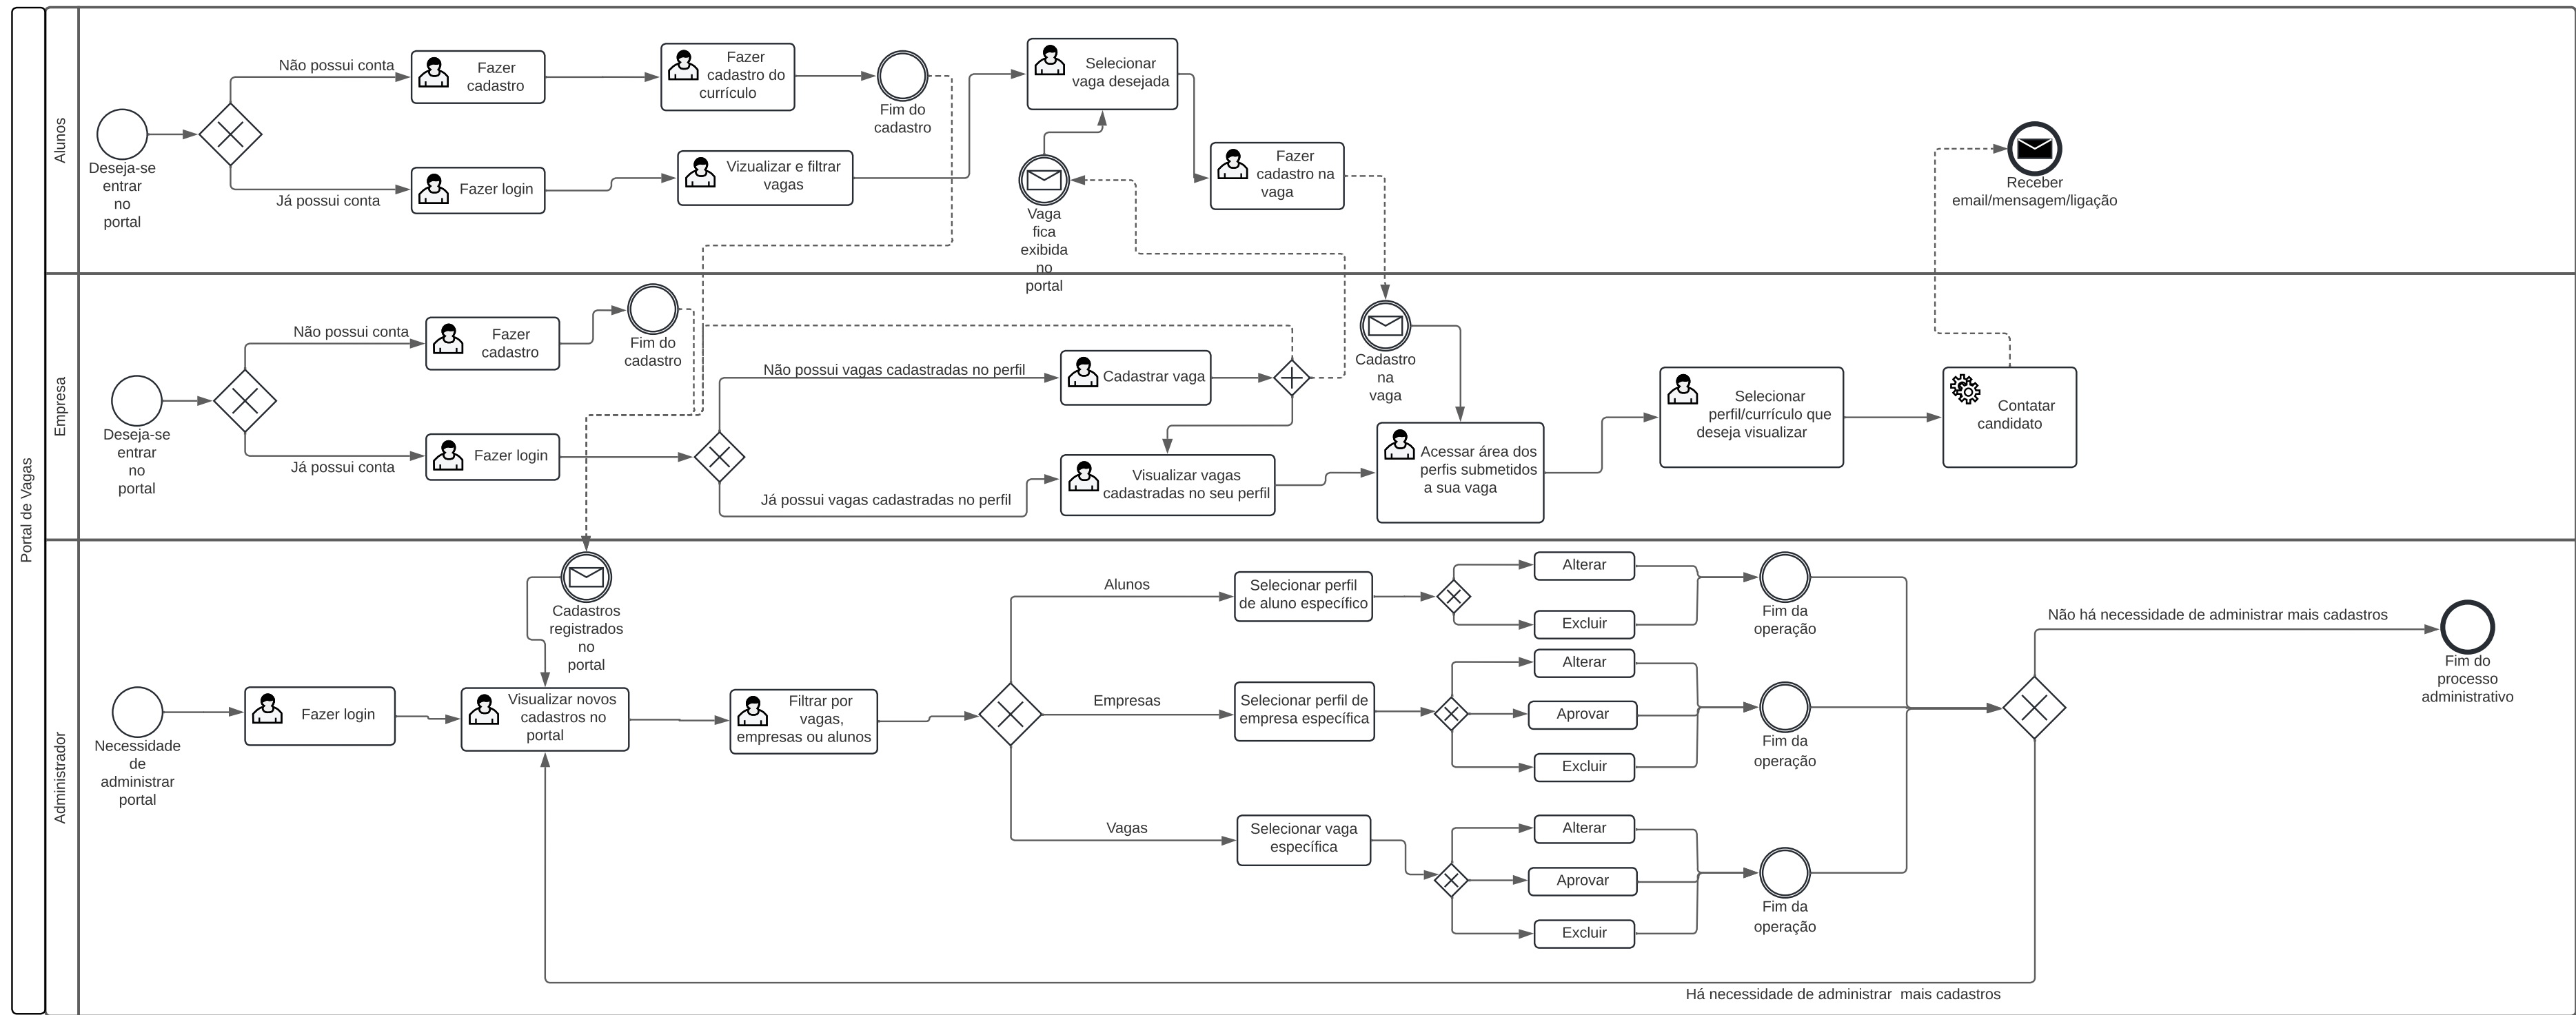 Portal de Vagas
Alunos
Deseja-se
entrar
no
portal
Não possui conta
Já possui conta
Fazer
cadastro
Fazer login
Fazer
cadastro do
currículo
Vizualizar e filtrar
vagas
Fim do
cadastro
Selecionar
vaga desejada
Vaga
fica
exibida
no
portal
Fazer
cadastro na
vaga
Receber
email/mensagem/ligação
Empresa
Deseja-se
entrar
no
portal
Não possui conta
Já possui conta
Fazer
cadastro
Fazer login
Fim do
cadastro
Não possui vagas cadastradas no perfil
Já possui vagas cadastradas no perfil
Cadastrar vaga
Visualizar vagas
cadastradas no seu perfil
Cadastro
na
vaga
Acessar área dos
perfis submetidos
a sua vaga
Selecionar
perfil/currículo que
deseja visualizar
Contatar
candidato
Administrador
Necessidade
de
administrar
portal
Fazer login
Cadastros
registrados
no
portal
Visualizar novos
cadastros no
portal
Filtrar por
vagas,
empresas ou alunos
Alunos
Empresas
Vagas
Selecionar perfil
de aluno específico
Alterar
Excluir
Fim da
operação
Selecionar perfil de
empresa específica
Alterar
Aprovar
Excluir
Fim da
operação
Selecionar vaga
específica
Alterar
Aprovar
Excluir
Fim da
operação
Não há necessidade de administrar mais cadastros
Fim do
processo
administrativo
Há necessidade de administrar  mais cadastros